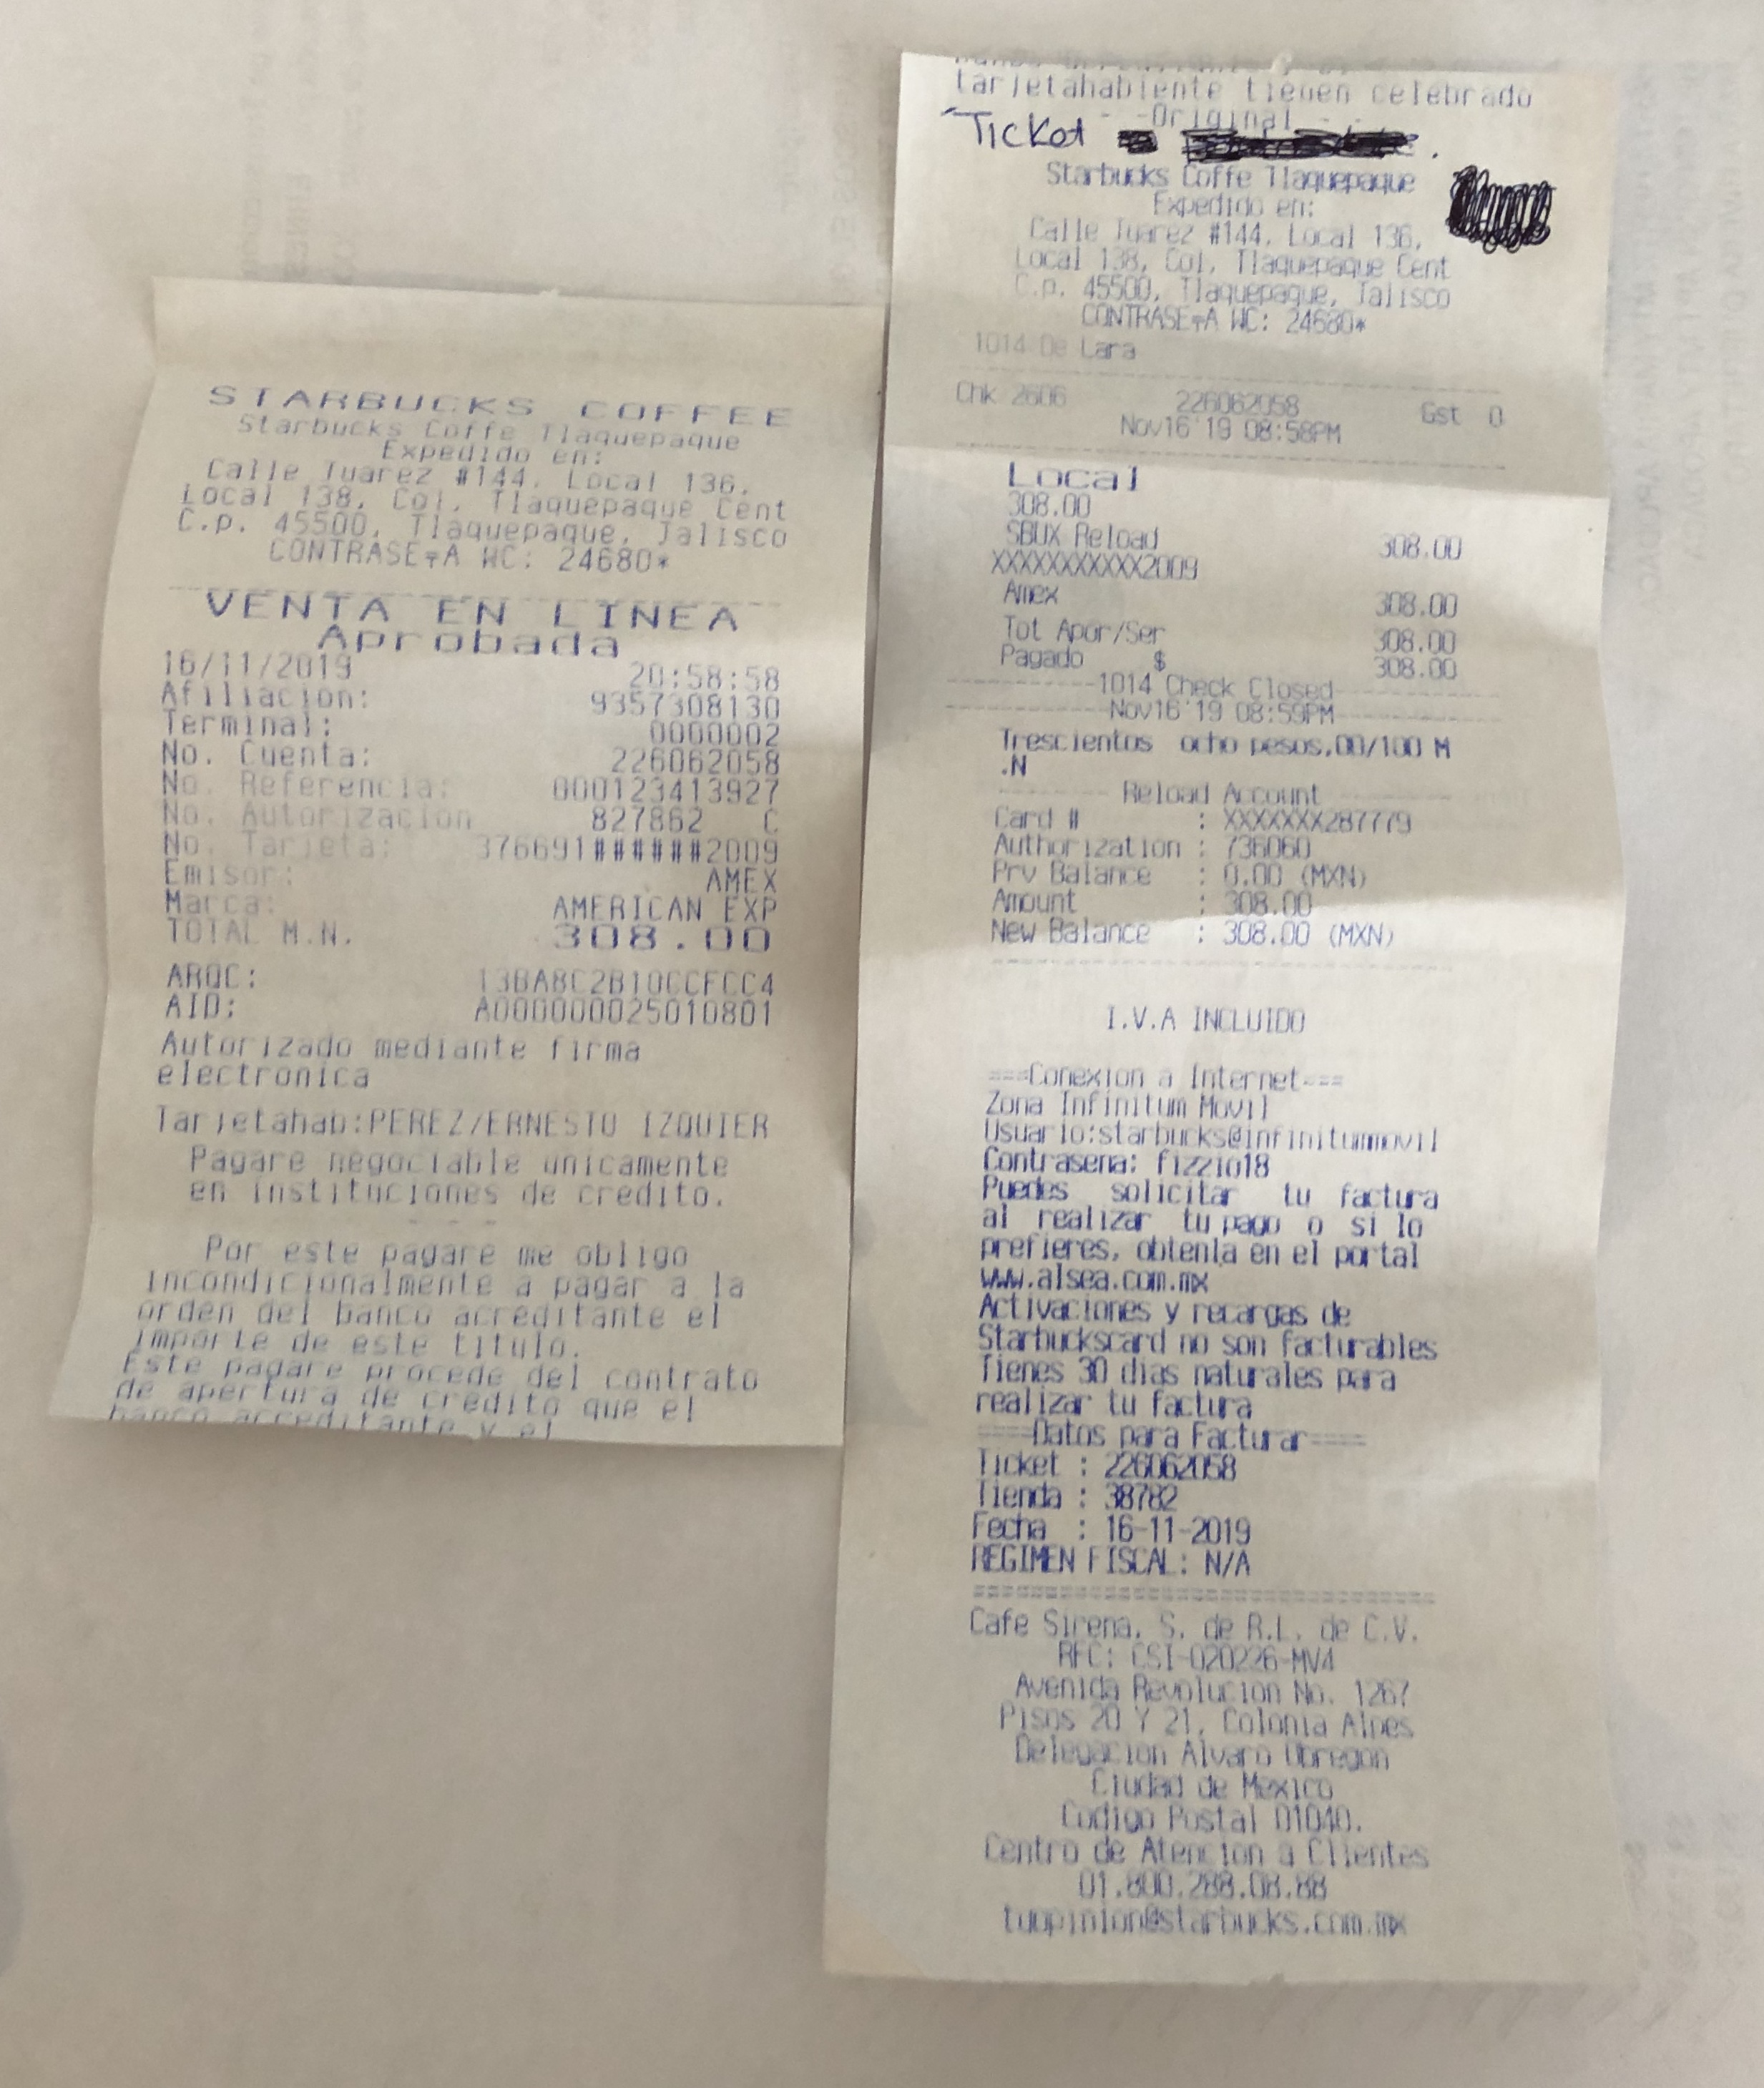 STARBUCKS COFFEE
Starbucks Coffe Tlaquepaque
Expedido en:
Calle Juarez #144, Local 136,
Local 138, Col. Tlaquepaque Cent
C.p. 45500, Tlaquepaque, Jalisco
CONTRASE╤A WC: 24680*
VENTA EN LINEA
Aprobada
16/11/2019 20:58:58
Afiliacion: 9357308130
Terminal: 0000002
No. Cuenta: 226062058
No. Referencia: 000123413927
No. Autorizacion 827862 C
No. Tarjeta: 376691######2009
Emisor: AMEX
Marca: AMERICAN EXP
TOTAL M.N. 308.00
ARQC: 13BA8C2B10CCFCC4
AID: A000000025010801
Autorizado mediante firma
electronica
Tarjetahab:PEREZ/ERNESTO IZQUIER
Pagare negociable unicamente
en instituciones de credito.
- - -
Por este pagare me obligo
incondicionalmente a pagar a la
orden del banco acreditante el
importe de este titulo.
Este pagare procede del contrato
de apertura de credito que el
banco acreditante y el
tarjetahabiente tienen celebrado
- -Original - -
Ticket
Starbucks Coffe Tlaquepaque
Expedido en:
Calle Juarez #144, Local 136,
Local 138, Col. Tlaquepaque Cent
C.p. 45500, Tlaquepaque, Jalisco
CONTRASE╤A WC: 24680*
1014 De Lara
Chk 2606 226062058 Gst 0
Nov16'19 08:58PM
Local
308.00
SBUX Reload 308.00
XXXXXXXXXXX2009
Amex 308.00
Tot Apor/Ser 308.00
Pagado $ 308.00
----------1014 Check Closed----------
----------Nov16'19 08:59PM----------
Trescientos ocho pesos,00/100 M
.N
-------- Reload Account --------
Card # : XXXXXXX287779
Authorization : 736060
Prv Balance : 0.00 (MXN)
Amount : 308.00
New Balance : 308.00 (MXN)
I.V.A INCLUIDO
===Conexion a Internet===
Zona Infinitum Movil
Usuario:starbucks@infinitummovil
Contrasena: fizzio18
Puedes solicitar tu factura
al realizar tu pago o si lo
prefieres, obtenla en el portal
www.alsea.com.mx
Activaciones y recargas de
Starbuckscard no son facturables
Tienes 30 dias naturales para
realizar tu factura
====Datos para Facturar====
Ticket : 226062058
Tienda : 38782
Fecha : 16-11-2019
REGIMEN FISCAL: N/A
================================
Cafe Sirena, S. de R.L. de C.V.
RFC: CSI-020226-MV4
Avenida Revolucion No. 1267
Pisos 20 Y 21, Colonia Alpes
Delegacion Alvaro Obregon
Ciudad de Mexico
Codigo Postal 01040.
Centro de Atencion a Clientes
01.800.288.08.88
tuopinion@starbucks.com.mx